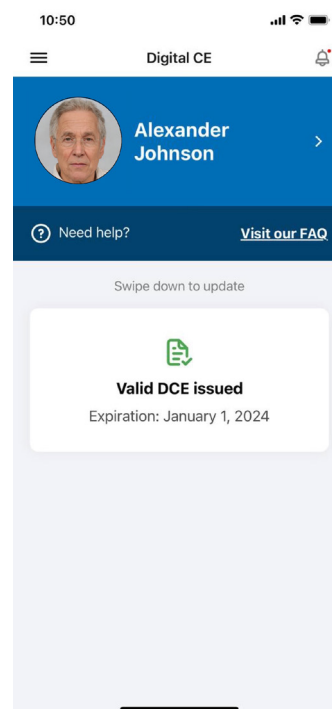 10:50
Digital CE
Alexander
Johnson
Need help?
Visit our FAQ
Swipe down to update
Valid DCE issued
Expiration: January 1, 2024